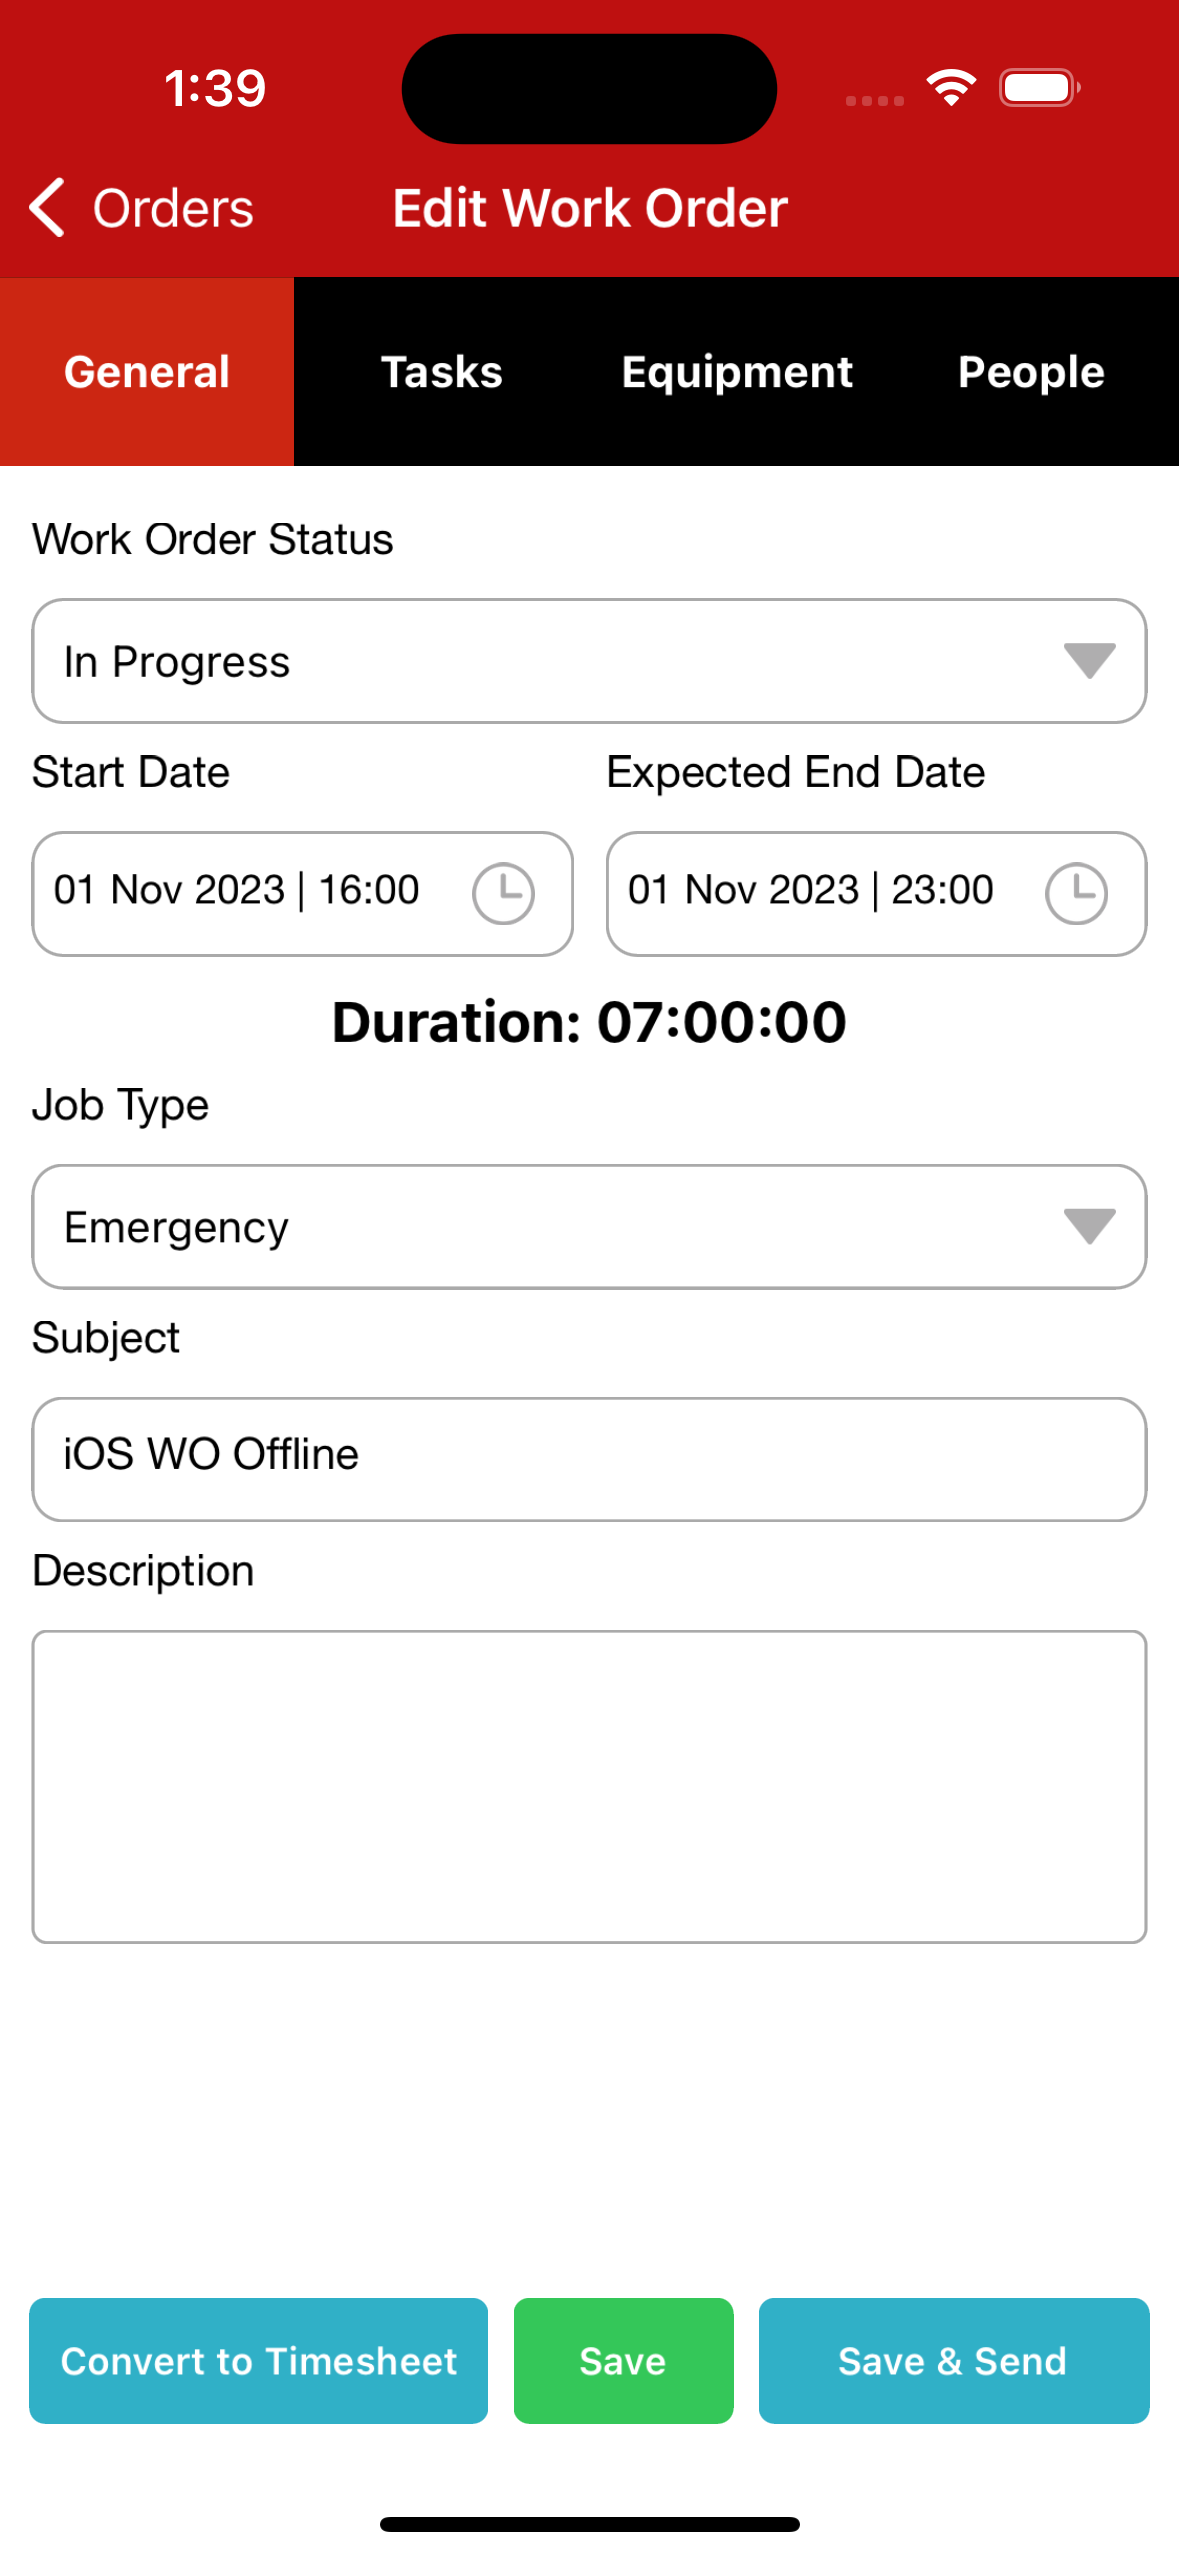 1:39
Orders
Edit Work Order
General
Tasks
Equipment
People
Work Order Status
In Progress
Start Date
Expected End Date
01 Nov 2023 | 16:00
01 Nov 2023 | 23:00
Duration: 07:00:00
Job Type
Emergency
Subject
iOS WO Offline
Description
Convert to Timesheet
Save
Save & Send